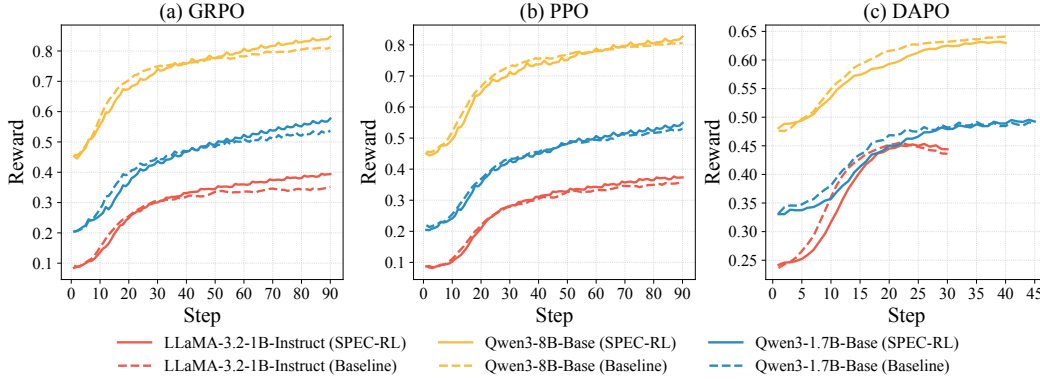 (a) GRPO
(b) PPO
(c) DAPO
Reward
0.8
0.7
0.6
0.5
0.4
0.3
0.2
0.1
0 10 20 30 40 50 60 70 80 90
Step
Reward
0.8
0.7
0.6
0.5
0.4
0.3
0.2
0.1
0 10 20 30 40 50 60 70 80 90
Step
Reward
0.65
0.60
0.55
0.50
0.45
0.40
0.35
0.30
0.25
0 5 10 15 20 25 30 35 40 45
Step
LLaMA-3.2-1B-Instruct (SPEC-RL)
Qwen3-8B-Base (SPEC-RL)
Qwen3-1.7B-Base (SPEC-RL)
LLaMA-3.2-1B-Instruct (Baseline)
Qwen3-8B-Base (Baseline)
Qwen3-1.7B-Base (Baseline)